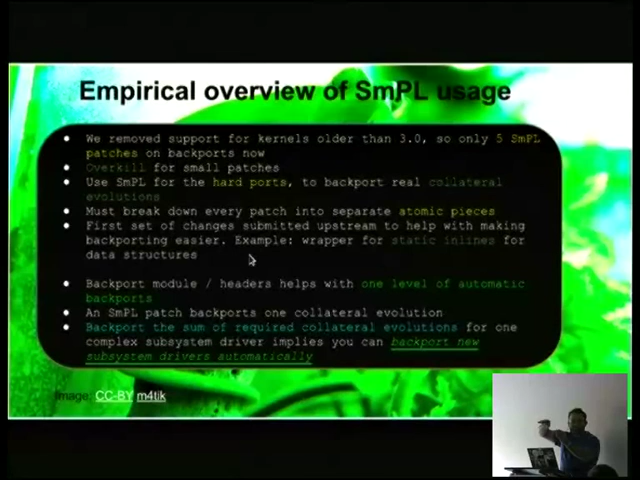 Empirical overview of SmPL usage
We removed support for kernels older than 3.0, so only 5 SmPL
patches on backports now
Overkill for small patches
Use SmPL for the hard ports, to backport real collateral
evolutions
Must break down every patch into separate atomic pieces
First set of changes submitted upstream to help with making
backporting easier. Example: wrapper for static inlines for
data structures
Backport module / headers helps with one level of automatic
backports
An SmPL patch backports one collateral evolution
Backport the sum of required collateral evolutions for one
complex subsystem driver implies you can backport new
subsystem drivers automatically
Image: CC-BY m4tik